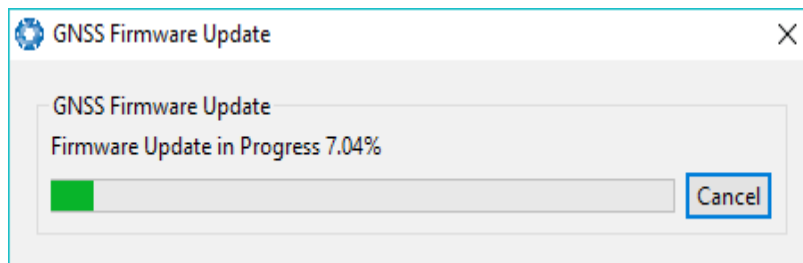 GNSS Firmware Update
GNSS Firmware Update
Firmware Update in Progress 7.04%
Cancel